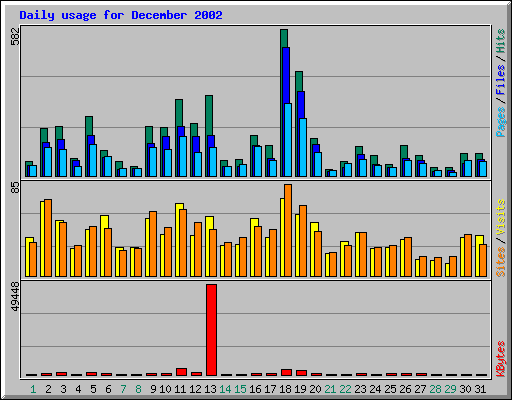 Daily usage for December 2002
582
Pages / Files / Hits
85
Sites / Visits
49448
KBytes
1 2 3 4 5 6 7 8 9 10 11 12 13 14 15 16 17 18 19 20 21 22 23 24 25 26 27 28 29 30 31